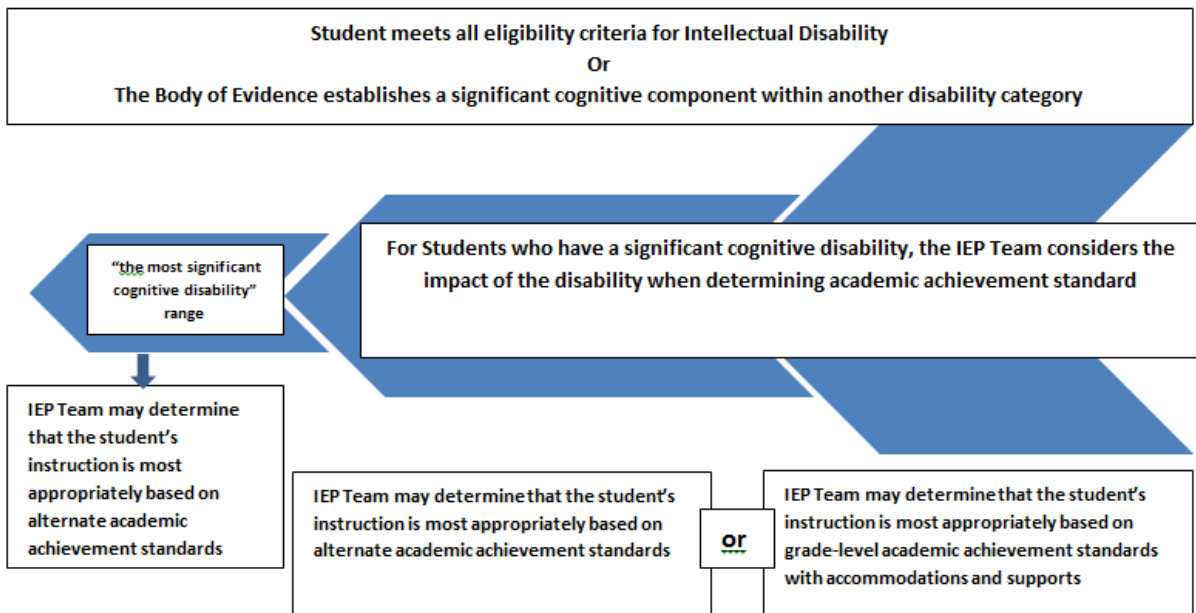 Student meets all eligibility criteria for Intellectual Disability
Or
The Body of Evidence establishes a significant cognitive component within another disability category
For Students who have a significant cognitive disability, the IEP Team considers the
impact of the disability when determining academic achievement standard
“the most significant
cognitive disability”
range
IEP Team may determine
that the student’s
instruction is most
appropriately based on
alternate academic
achievement standards
IEP Team may determine that the student’s
instruction is most appropriately based on
alternate academic achievement standards
or
IEP Team may determine that the student’s
instruction is most appropriately based on
grade-level academic achievement standards
with accommodations and supports